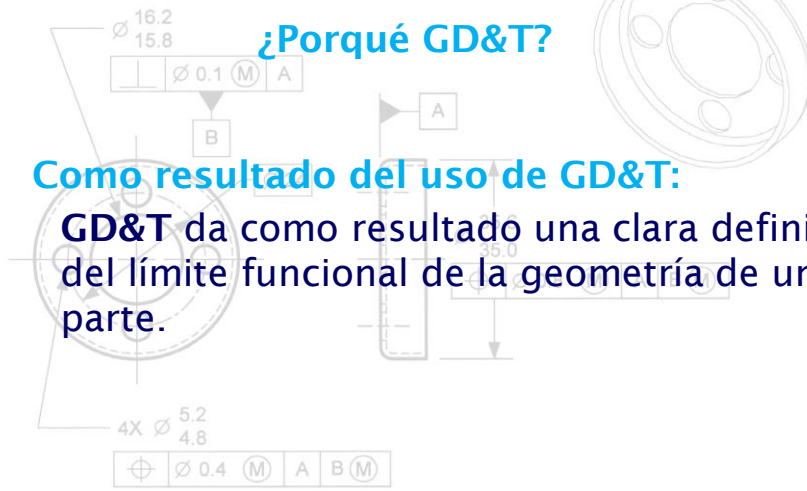 16.2
15.8
¿Porqué GD&T?
⊥ Ø 0.1 Ⓜ A
B
A
Como resultado del uso de GD&T:
GD&T da como resultado una clara defini
35.0
del límite funcional de la geometría de un
parte.
4X Ø 5.2
4.8
⌖ Ø 0.4 Ⓜ A B Ⓜ